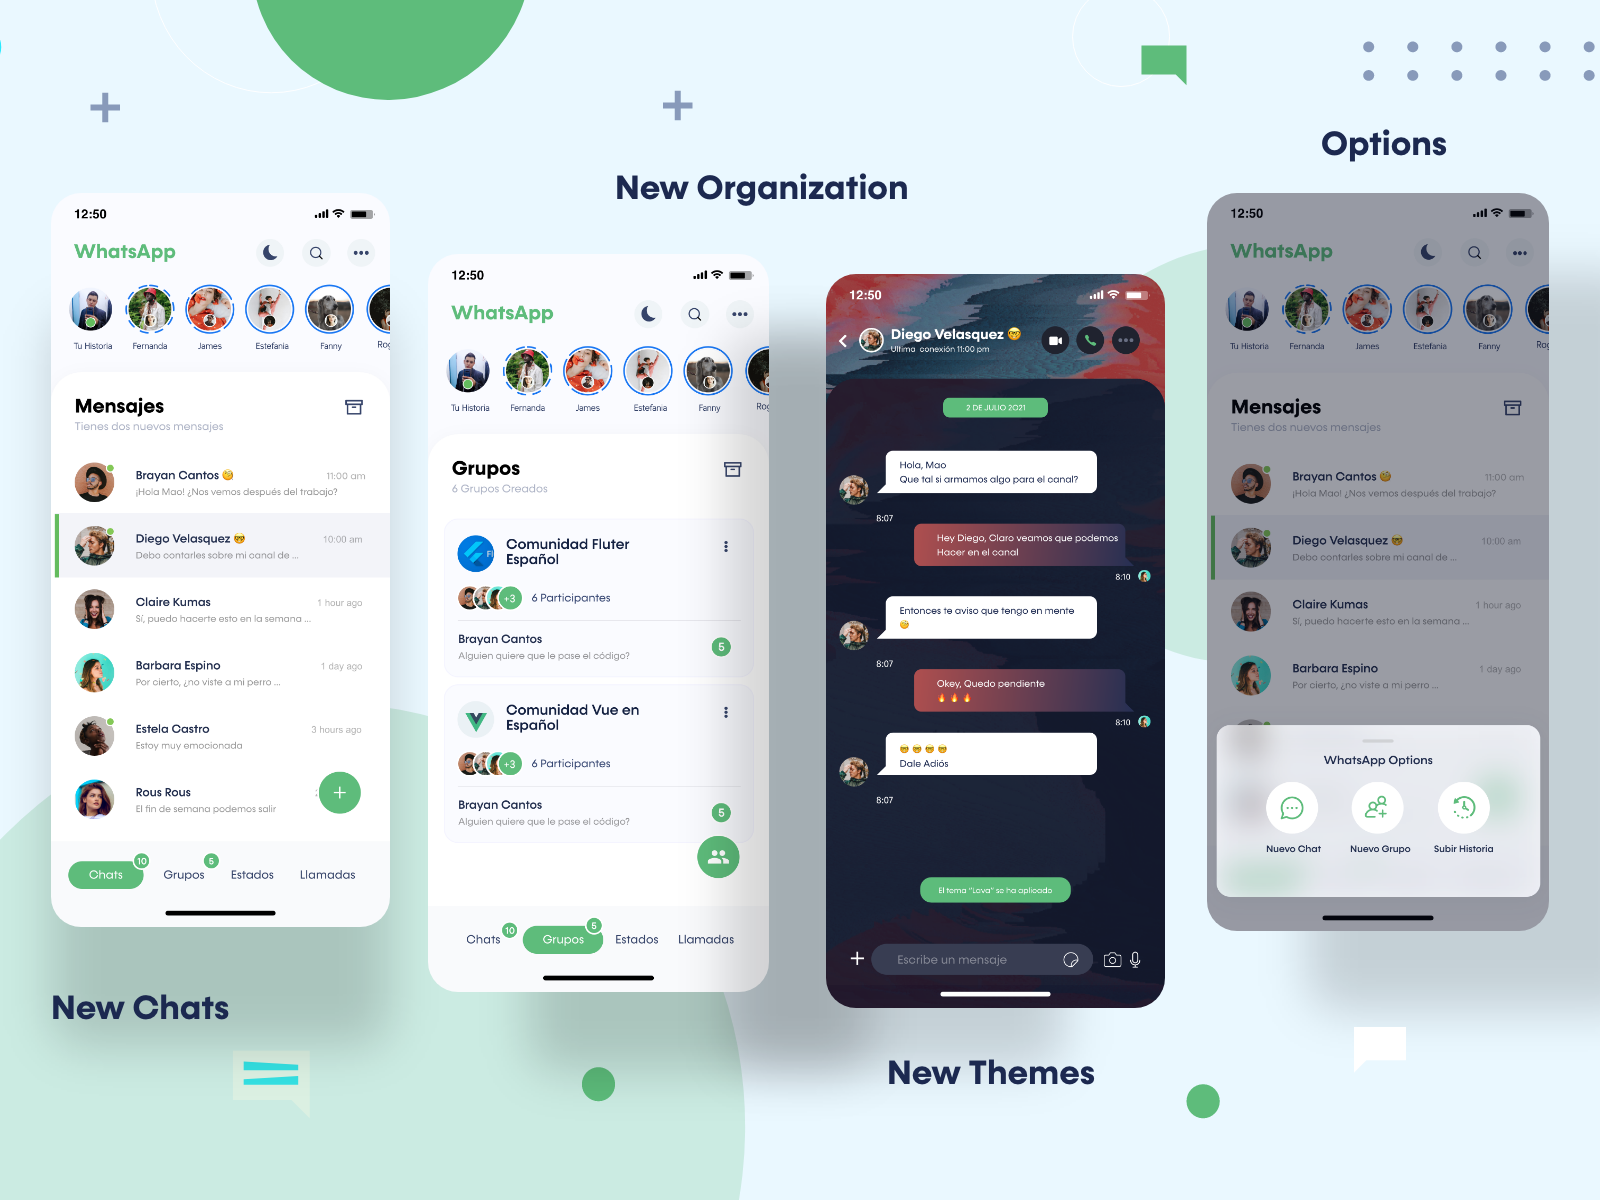 Options
New Organization
12:50
WhatsApp
Tu Historia
Fernanda
James
Estefania
Fanny
Mensajes
Tienes dos nuevos mensajes
Brayan Cantos 🧐
11:00 am
¡Hola Mao! ¿Nos vemos después del trabajo?
Diego Velasquez 🤓
10:00 am
Debo contarles sobre mi canal de ...
Claire Kumas
1 hour ago
Sí, puedo hacerte esto en la semana ...
Barbara Espino
1 day ago
Por cierto, ¿no viste a mi perro ...
Estela Castro
3 hours ago
Estoy muy emocionada
Rous Rous
El fin de semana podemos salir
Chats
10
Grupos
5
Estados
Llamadas
New Chats
12:50
WhatsApp
Tu Historia
Fernanda
James
Estefania
Fanny
Grupos
6 Grupos Creados
Comunidad Fluter
Español
+3
6 Participantes
Brayan Cantos
Alguien quiere que le pase el código?
5
Comunidad Vue en
Español
+3
6 Participantes
Brayan Cantos
Alguien quiere que le pase el código?
5
Chats
10
Grupos
5
Estados
Llamadas
12:50
Diego Velasquez 🤓
Ultima conexión 11:00 pm
2 DE JULIO 2021
Hola, Mao
Que tal si armamos algo para el canal?
8:07
Hey Diego, Claro veamos que podemos
Hacer en el canal
8:10
Entonces te aviso que tengo en mente
🧐
8:07
Okey, Quedo pendiente
🔥 🔥 🔥
8:10
🤓 🤓 🤓 🤓
Dale Adiós
8:07
El tema "Lova" se ha aplicado
Escribe un mensaje
New Themes
12:50
WhatsApp
Tu Historia
Fernanda
James
Estefania
Fanny
Mensajes
Tienes dos nuevos mensajes
Brayan Cantos 🧐
11:00 am
¡Hola Mao! ¿Nos vemos después del trabajo?
Diego Velasquez 🤓
10:00 am
Debo contarles sobre mi canal de ...
Claire Kumas
1 hour ago
Sí, puedo hacerte esto en la semana ...
Barbara Espino
1 day ago
Por cierto, ¿no viste a mi perro ...
WhatsApp Options
Nuevo Chat
Nuevo Grupo
Subir Historia